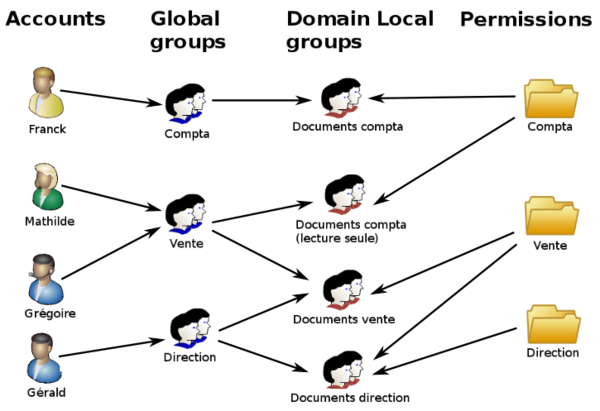 Accounts
Global
groups
Domain Local
groups
Permissions
Franck
Compta
Documents compta
Compta
Mathilde
Vente
Documents compta
(lecture seule)
Vente
Grégoire
Documents vente
Direction
Direction
Gérald
Documents direction